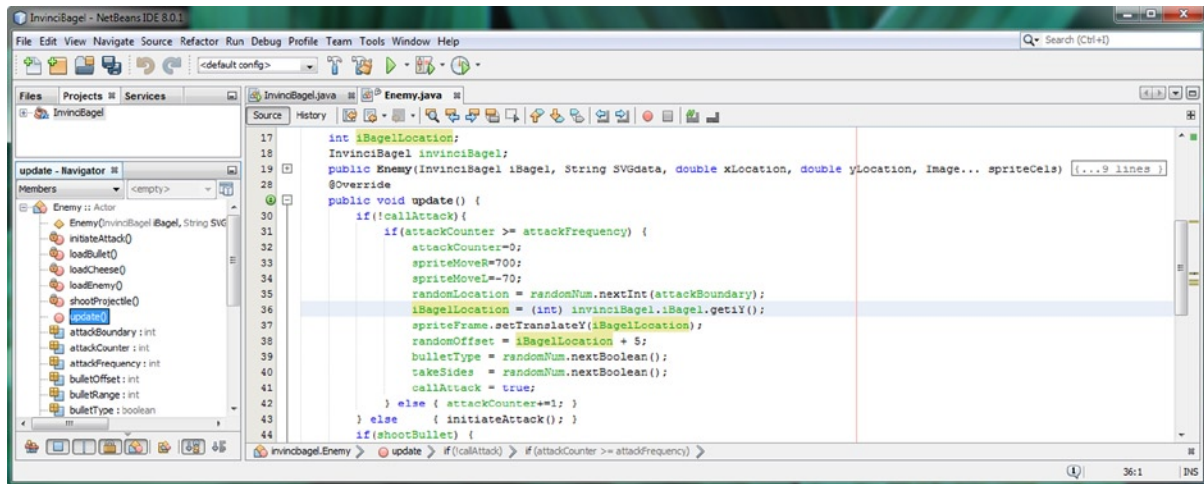 InvinciBagel - NetBeans IDE 8.0.1
File Edit View Navigate Source Refactor Run Debug Profile Team Tools Window Help
Search (Ctrl+I)
<default config>
Files Projects Services
InvinciBagel.java Enemy.java
InvinciBagel
Source History
17 int iBagelLocation;
18 InvinciBagel invinciBagel;
19 public Enemy(InvinciBagel iBagel, String SVGdata, double xLocation, double yLocation, Image... spriteCels) {...9 lines }
28 @Override
public void update() {
30 if(!callAttack){
31 if(attackCounter >= attackFrequency) {
32 attackCounter=0;
33 spriteMoveR=700;
34 spriteMoveL=-70;
35 randomLocation = randomNum.nextInt(attackBoundary);
36 iBagelLocation = (int) invinciBagel.iBagel.getiY();
37 spriteFrame.setTranslateY(iBagelLocation);
38 randomOffset = iBagelLocation + 5;
39 bulletType = randomNum.nextBoolean();
40 takeSides = randomNum.nextBoolean();
41 callAttack = true;
42 } else { attackCounter+=1; }
43 } else { initiateAttack(); }
44 if(shootBullet) {
update - Navigator
Members <empty>
Enemy :: Actor
Enemy(InvinciBagel iBagel, String SVG
initiateAttack()
loadBullet()
loadCheese()
loadEnemy()
shootProjectile()
update()
attackBoundary : int
attackCounter : int
attackFrequency : int
bulletOffset : int
bulletRange : int
bulletType : boolean
invincibagel.Enemy update if (!callAttack) if (attackCounter >= attackFrequency)
36:1 INS